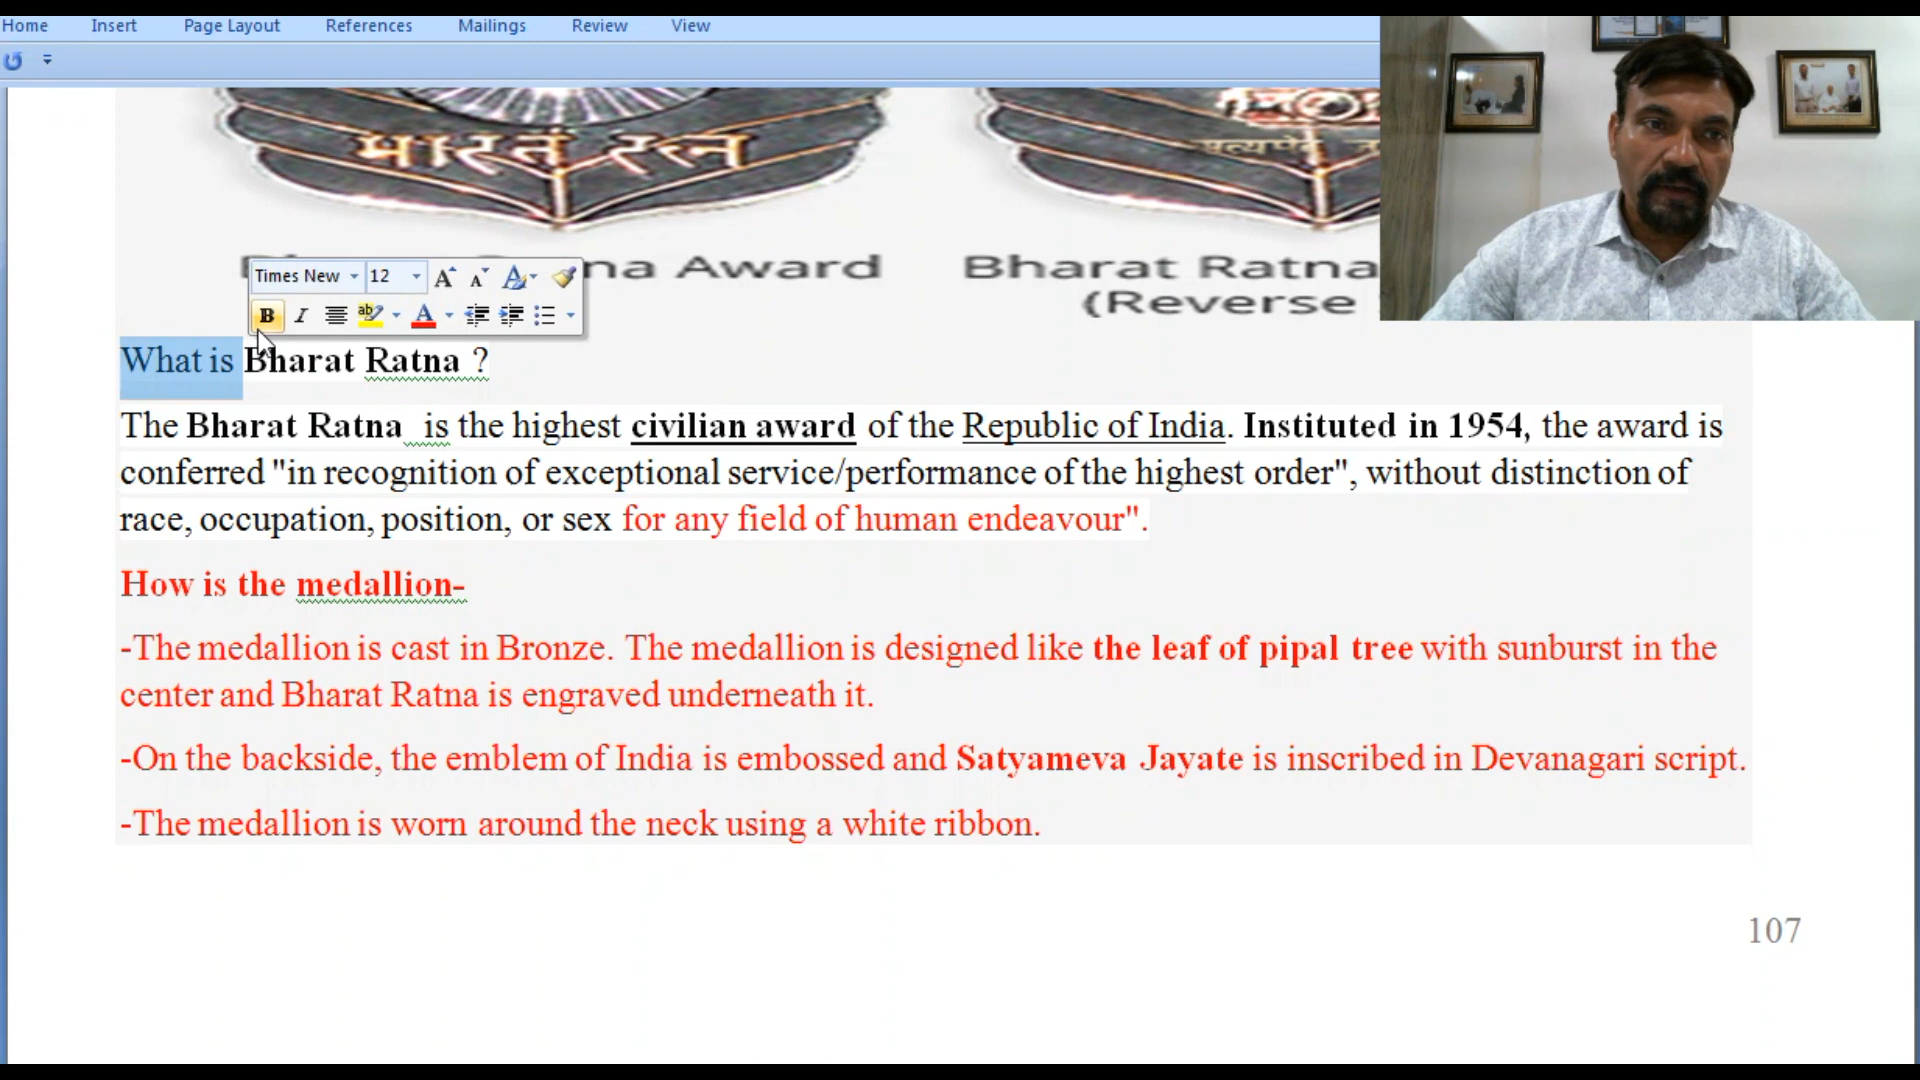 Home Insert Page Layout References Mailings Review View
भारत रत्न
सत्यमेव
na Award
Bharat Ratna
(Reverse
Times New 12
What is Bharat Ratna ?
The Bharat Ratna is the highest civilian award of the Republic of India. Instituted in 1954, the award is
conferred "in recognition of exceptional service/performance of the highest order", without distinction of
race, occupation, position, or sex for any field of human endeavour".
How is the medallion-
-The medallion is cast in Bronze. The medallion is designed like the leaf of pipal tree with sunburst in the
center and Bharat Ratna is engraved underneath it.
-On the backside, the emblem of India is embossed and Satyameva Jayate is inscribed in Devanagari script.
-The medallion is worn around the neck using a white ribbon.
107